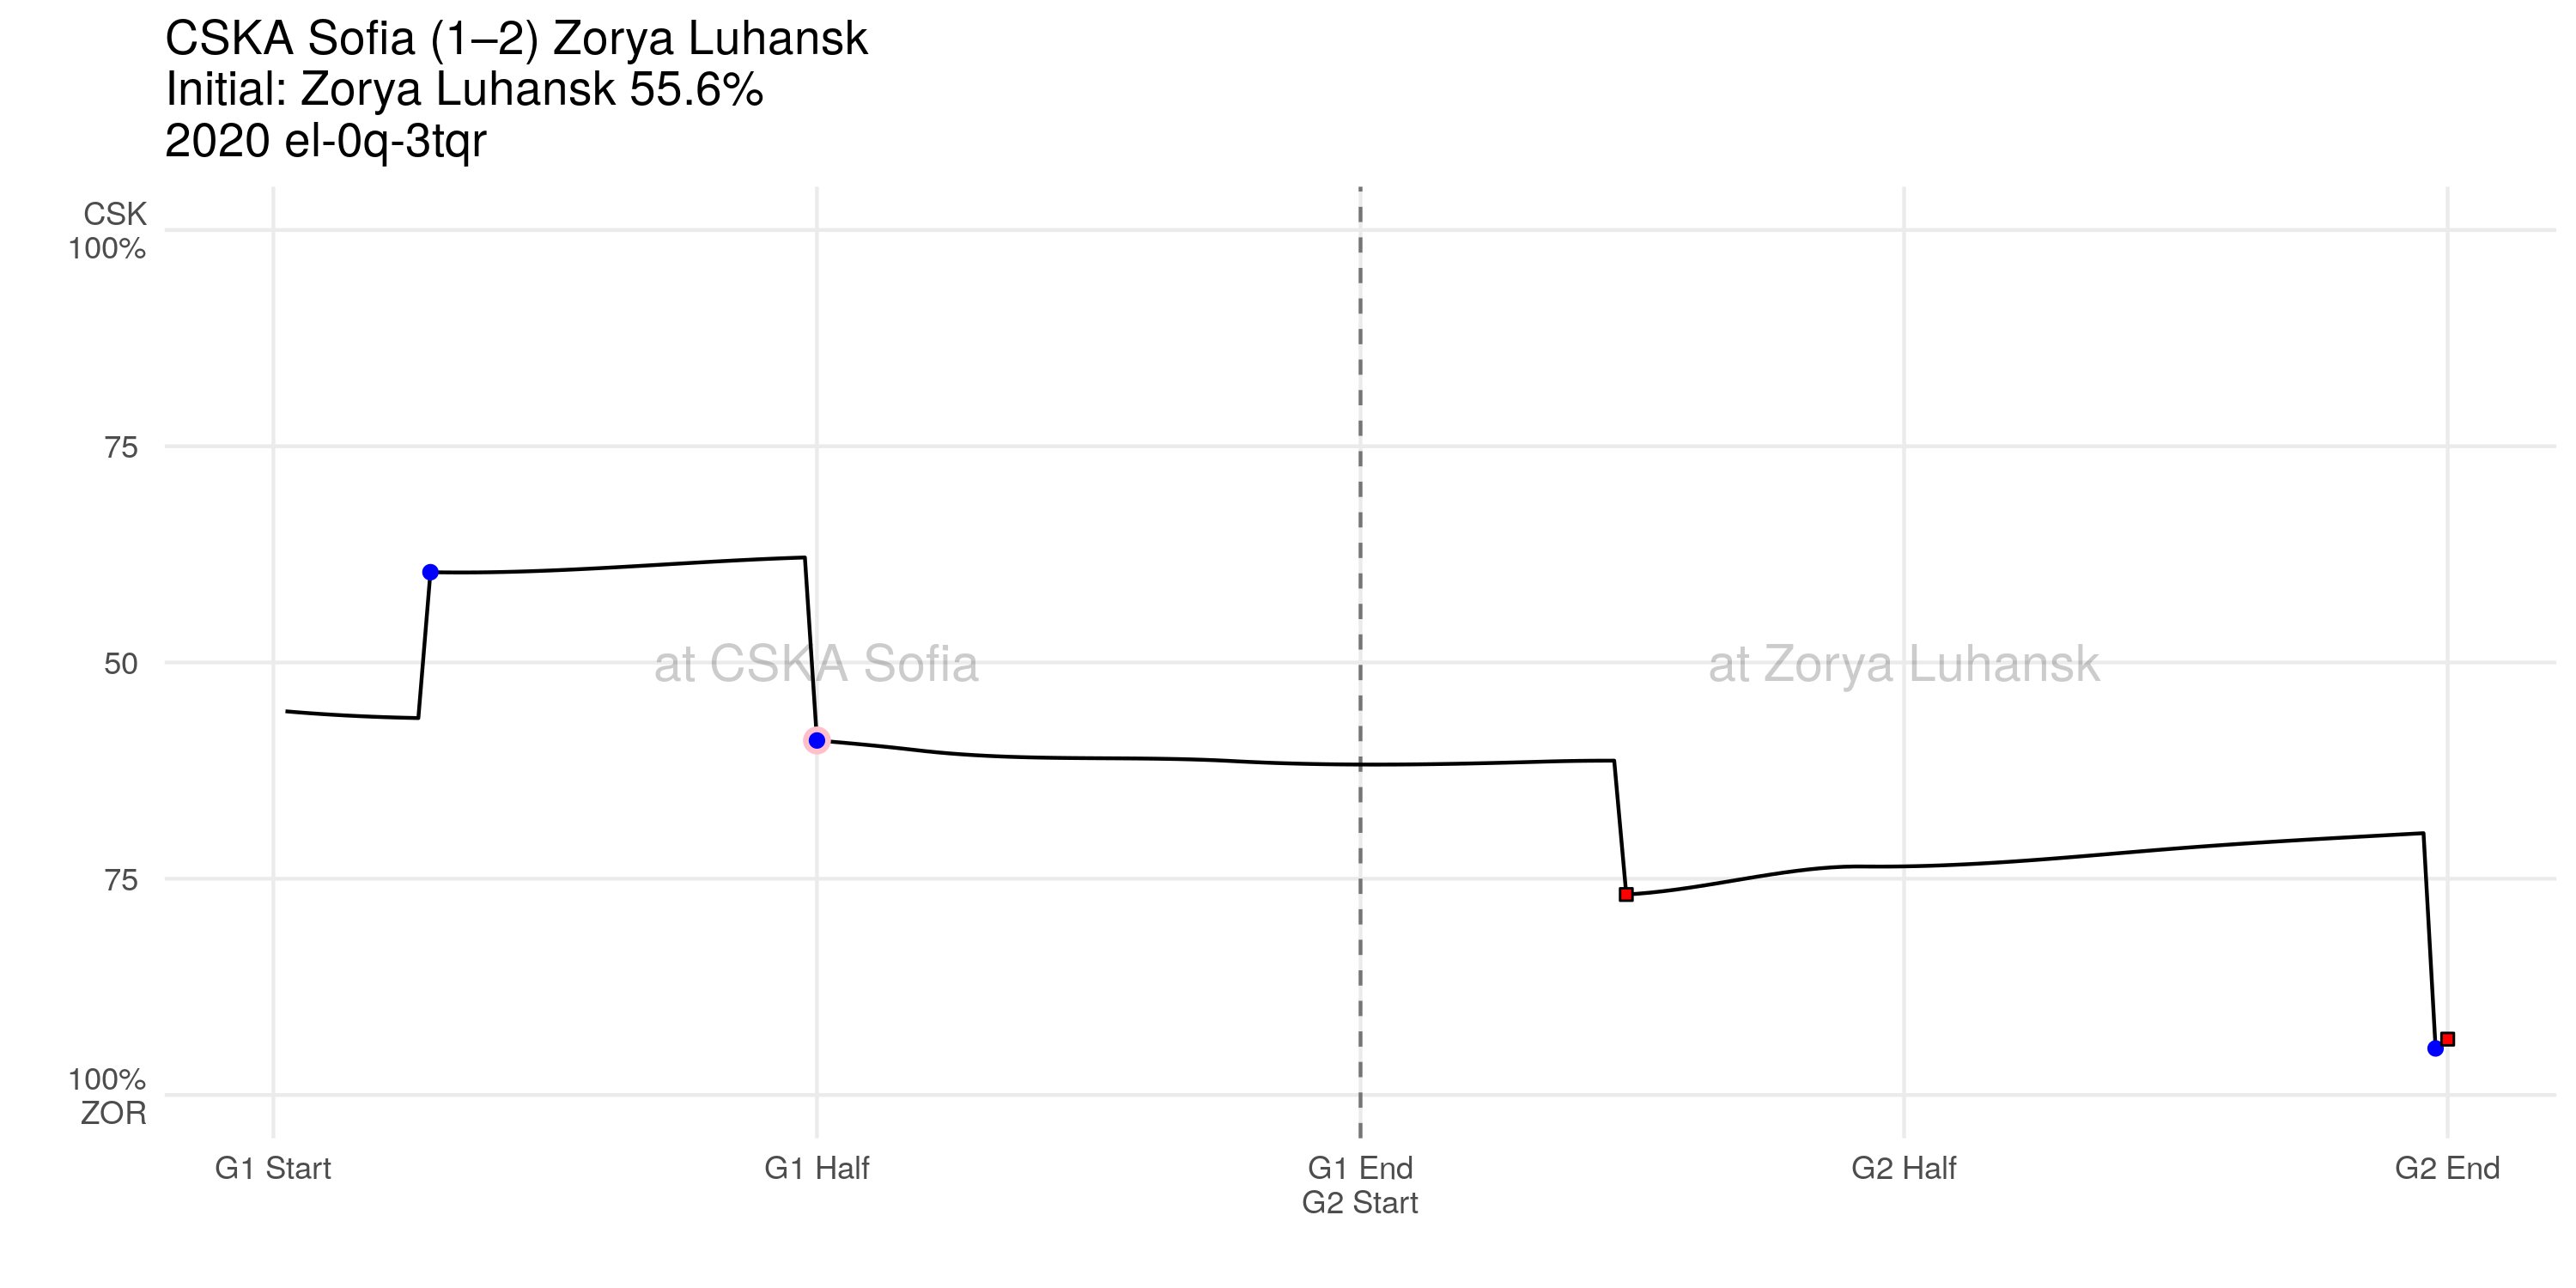 CSKA Sofia (1–2) Zorya Luhansk
Initial: Zorya Luhansk 55.6%
2020 el-0q-3tqr
CSK
100%
75
50
75
100%
ZOR
at CSKA Sofia
at Zorya Luhansk
G1 Start
G1 Half
G1 End
G2 Start
G2 Half
G2 End